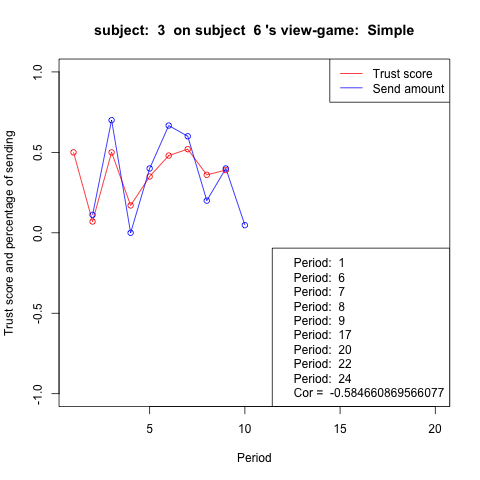 subject:  3  on subject  6 's view-game:  Simple
Trust score
Send amount
Trust score and percentage of sending
1.0
0.5
0.0
-0.5
-1.0
Period:  1
Period:  6
Period:  7
Period:  8
Period:  9
Period:  17
Period:  20
Period:  22
Period:  24
Cor =  -0.584660869566077
5
10
15
20
Period